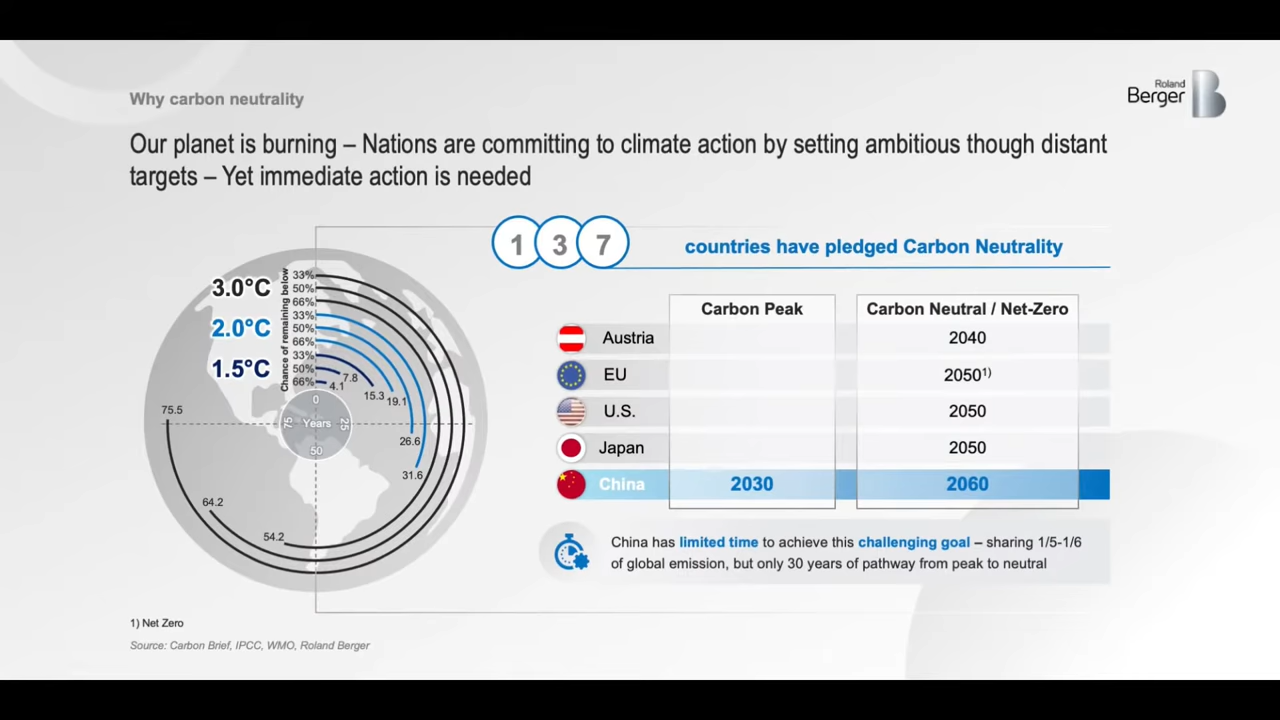 Why carbon neutrality
Roland
Berger
Our planet is burning – Nations are committing to climate action by setting ambitious though distant
targets – Yet immediate action is needed
1 3 7
countries have pledged Carbon Neutrality
3.0°C
2.0°C
1.5°C
Chance of remaining below
33%
50%
66%
33%
50%
66%
33%
50%
66%
4.1
7.8
15.3
19.1
26.6
31.6
54.2
64.2
75.5
0
75 Years 25
50
Carbon Peak
Carbon Neutral / Net-Zero
Austria 2040
EU 2050¹⁾
U.S. 2050
Japan 2050
China 2030 2060
China has limited time to achieve this challenging goal – sharing 1/5-1/6
of global emission, but only 30 years of pathway from peak to neutral
1) Net Zero
Source: Carbon Brief, IPCC, WMO, Roland Berger